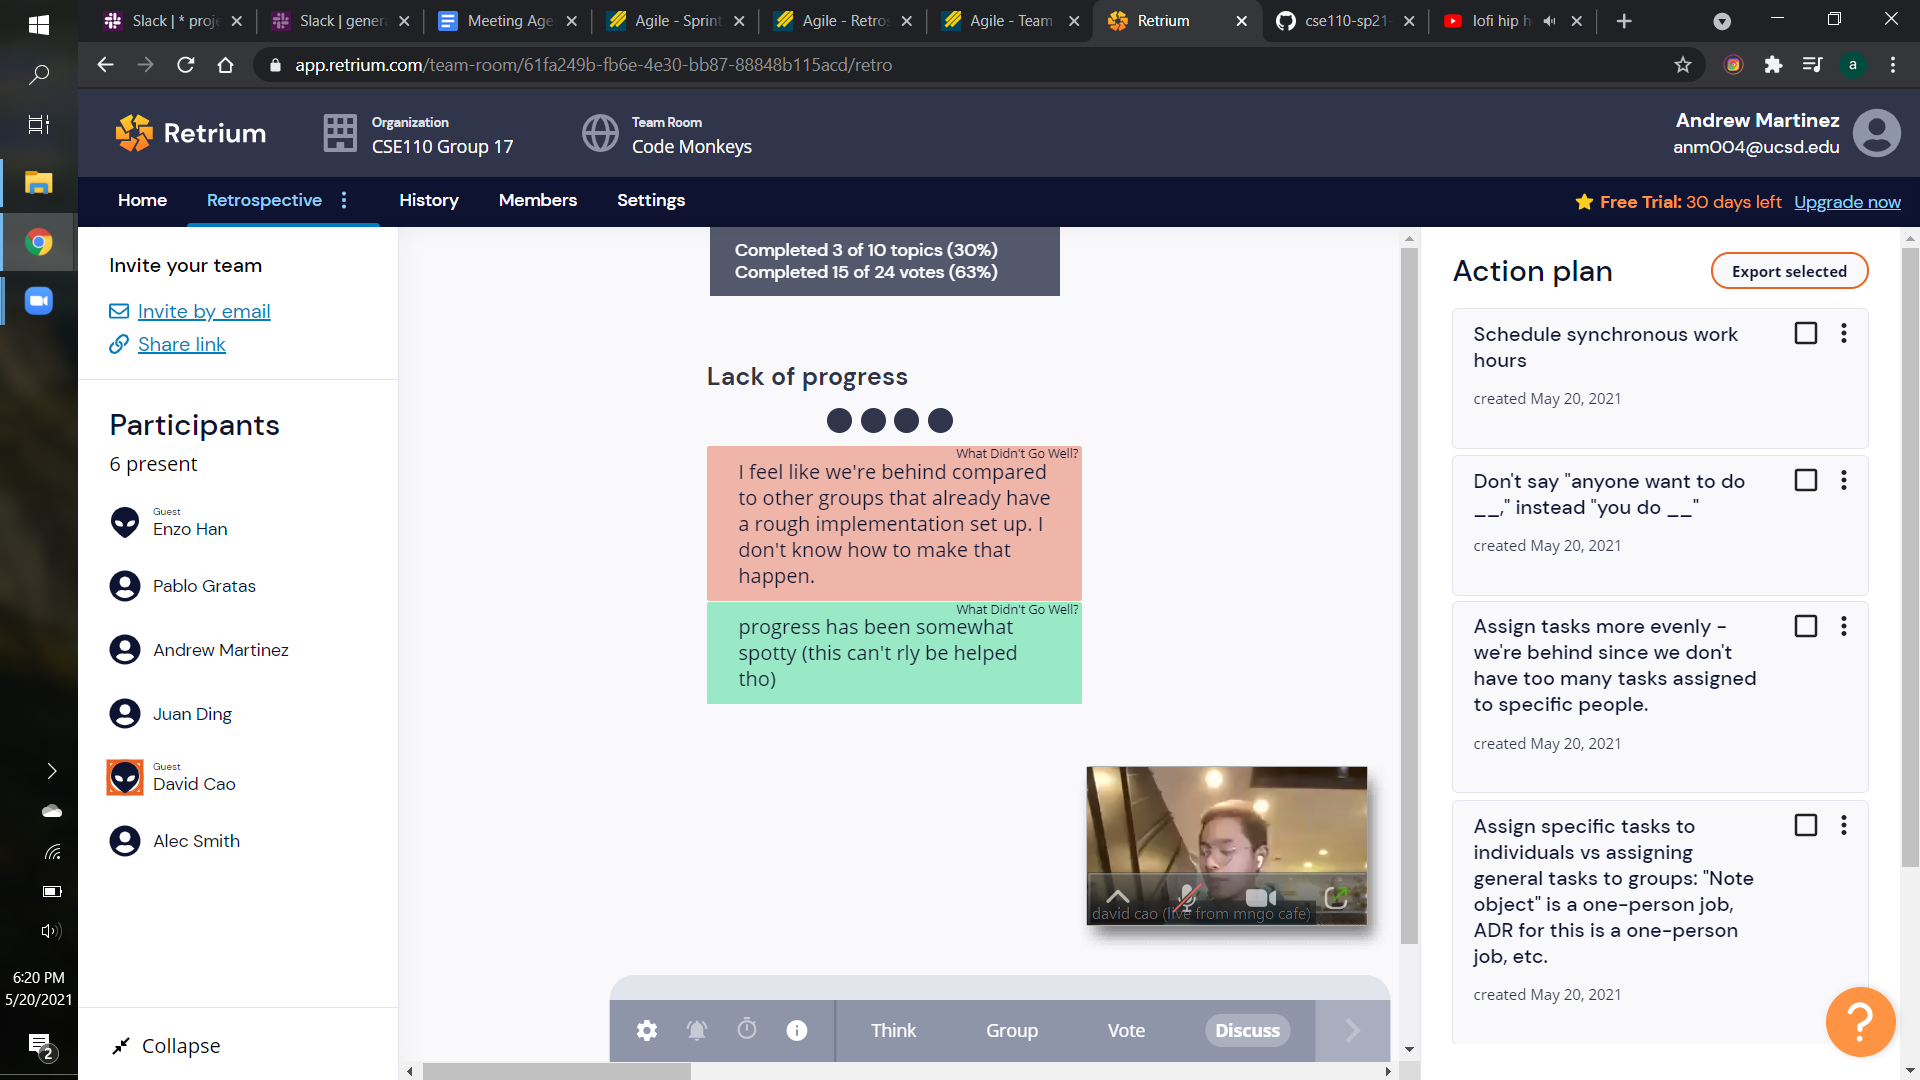 Slack | * proj
Slack | gener
Meeting Age
Agile - Sprint
Agile - Retros
Agile - Team
Retrium
cse110-sp21-
lofi hip h
app.retrium.com/team-room/61fa249b-fb6e-4e30-bb87-88848b115acd/retro
a
Retrium
Organization
CSE110 Group 17
Team Room
Code Monkeys
Andrew Martinez
anm004@ucsd.edu
Home
Retrospective
History
Members
Settings
Free Trial: 30 days left
Upgrade now
Invite your team
Invite by email
Share link
Participants
6 present
Guest
Enzo Han
Pablo Gratas
Andrew Martinez
Juan Ding
Guest
David Cao
Alec Smith
Collapse
Completed 3 of 10 topics (30%)
Completed 15 of 24 votes (63%)
Lack of progress
What Didn't Go Well?
I feel like we're behind compared
to other groups that already have
a rough implementation set up. I
don't know how to make that
happen.
What Didn't Go Well?
progress has been somewhat
spotty (this can't rly be helped
tho)
david cao (live from mngo cafe)
Think
Group
Vote
Discuss
Action plan
Export selected
Schedule synchronous work
hours
created May 20, 2021
Don't say "anyone want to do
__," instead "you do __"
created May 20, 2021
Assign tasks more evenly -
we're behind since we don't
have too many tasks assigned
to specific people.
created May 20, 2021
Assign specific tasks to
individuals vs assigning
general tasks to groups: "Note
object" is a one-person job,
ADR for this is a one-person
job, etc.
created May 20, 2021
?
6:20 PM
5/20/2021
2